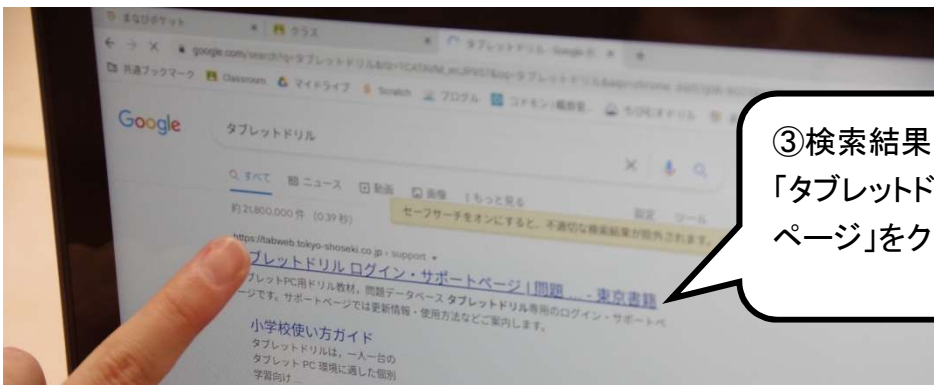 まなびポケット
クラス
タブレットドリル - Google 検
google.com/search?q=タブレットドリル
共通ブックマーク Classroom マイドライブ Scratch プログル コドモン
Google
タブレットドリル
すべて ニュース 動画 画像 もっと見る 設定 ツール
約 21,800,000 件 (0.39 秒)
セーフサーチをオンにすると、不適切な検索結果が除外されます。
https://tabweb.tokyo-shoseki.co.jp › support
ブレットドリル ログイン・サポートページ | 問題 ... - 東京書籍
ブレットPC用ドリル教材，問題データベース タブレットドリル専用のログイン・サポートペ
ージです。サポートページでは更新情報・使用方法などご案内します。
小学校使い方ガイド
タブレットドリルは，一人一台の
タブレット PC 環境に適した個別
学習向け ...
③検索結果
「タブレットド
ページ」をク